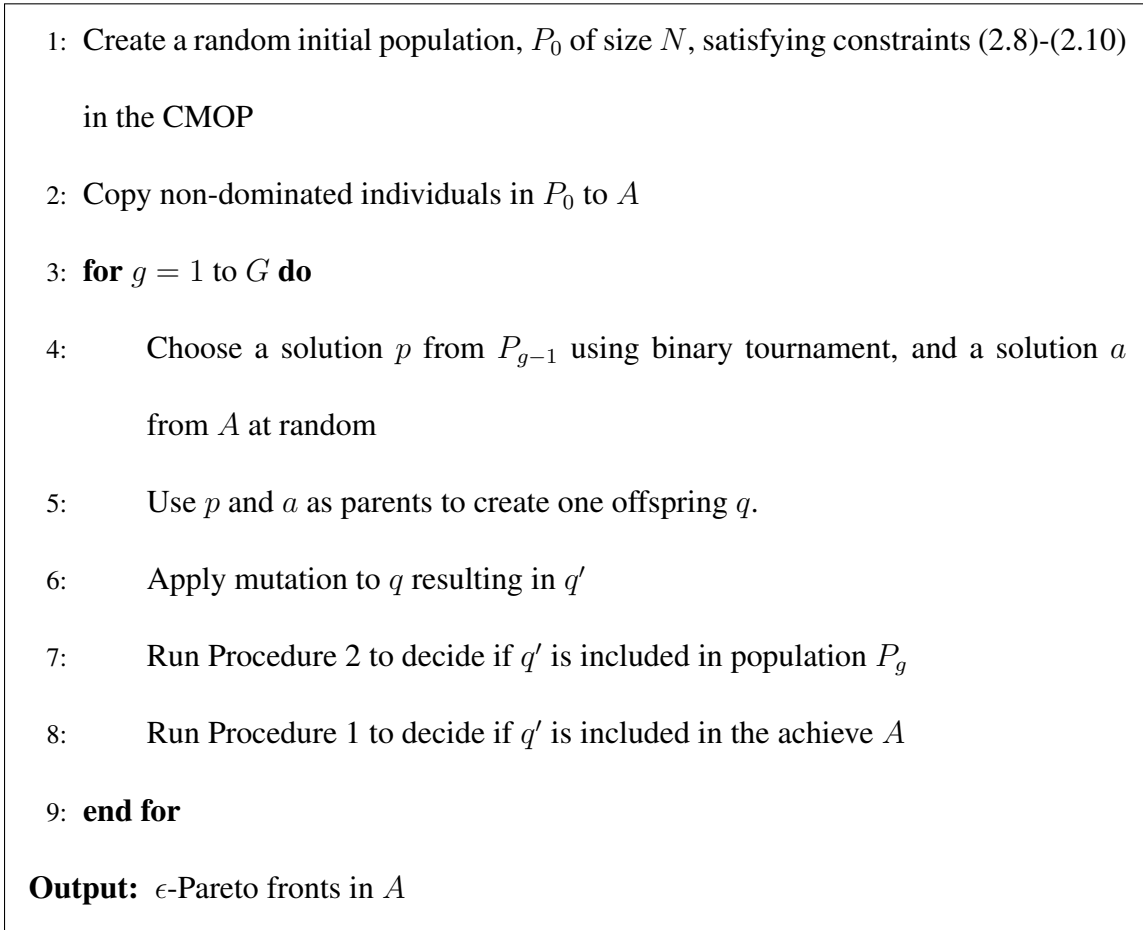 1: Create a random initial population, P₀ of size N, satisfying constraints (2.8)-(2.10)
in the CMOP
2: Copy non-dominated individuals in P₀ to A
3: for g = 1 to G do
4: Choose a solution p from P_{g−1} using binary tournament, and a solution a
from A at random
5: Use p and a as parents to create one offspring q.
6: Apply mutation to q resulting in q′
7: Run Procedure 2 to decide if q′ is included in population P_g
8: Run Procedure 1 to decide if q′ is included in the achieve A
9: end for
Output: ϵ-Pareto fronts in A